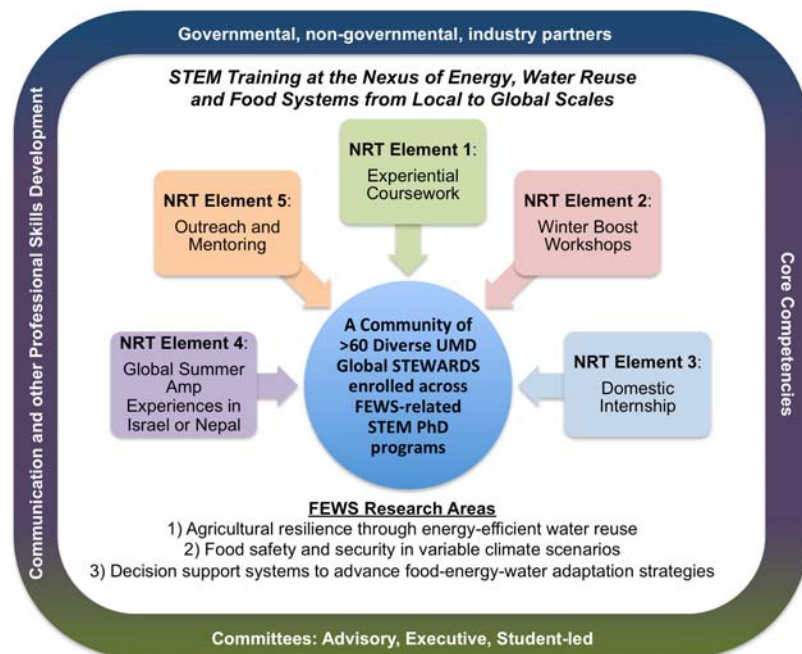 Governmental, non-governmental, industry partners
STEM Training at the Nexus of Energy, Water Reuse
and Food Systems from Local to Global Scales
Communication and other Professional Skills Development
Core Competencies
NRT Element 1:
Experiential
Coursework
NRT Element 5:
Outreach and
Mentoring
NRT Element 2:
Winter Boost
Workshops
NRT Element 4:
Global Summer
Amp
Experiences in
Israel or Nepal
A Community of
>60 Diverse UMD
Global STEWARDS
enrolled across
FEWS-related
STEM PhD
programs
NRT Element 3:
Domestic
Internship
FEWS Research Areas
1) Agricultural resilience through energy-efficient water reuse
2) Food safety and security in variable climate scenarios
3) Decision support systems to advance food-energy-water adaptation strategies
Committees: Advisory, Executive, Student-led